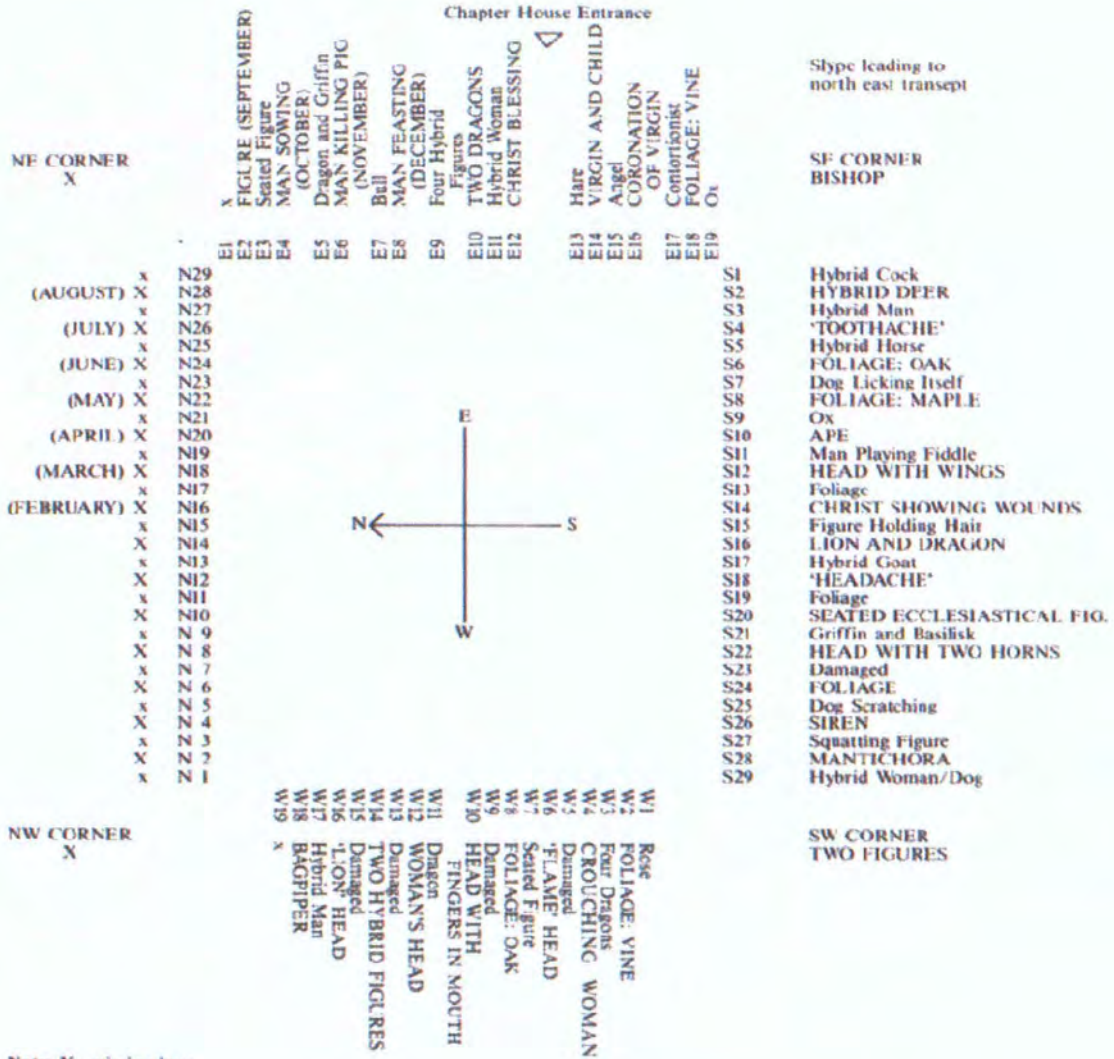 Chapter House Entrance
Slype leading to
north east transept
NE CORNER
X
SE CORNER
BISHOP
E1 x
E2 FIGURE (SEPTEMBER)
E3 Seated Figure
E4 MAN SOWING
(OCTOBER)
E5 Dragon and Griffin
E6 MAN KILLING PIG
(NOVEMBER)
E7 Bull
E8 MAN FEASTING
(DECEMBER)
E9 Four Hybrid
Figures
E10 TWO DRAGONS
E11 Hybrid Woman
E12 CHRIST BLESSING
E13 Hare
E14 VIRGIN AND CHILD
E15 Angel
E16 CORONATION
OF VIRGIN
E17 Contortionist
E18 FOLIAGE: VINE
E19 Ox
x N29
(AUGUST) X N28
x N27
(JULY) X N26
x N25
(JUNE) X N24
x N23
(MAY) X N22
x N21
(APRIL) X N20
x N19
(MARCH) X N18
x N17
(FEBRUARY) X N16
x N15
X N14
x N13
X N12
x N11
X N10
x N 9
X N 8
x N 7
X N 6
x N 5
X N 4
x N 3
X N 2
x N 1
E
N S
W
S1 Hybrid Cock
S2 HYBRID DEER
S3 Hybrid Man
S4 'TOOTHACHE'
S5 Hybrid Horse
S6 FOLIAGE: OAK
S7 Dog Licking Itself
S8 FOLIAGE: MAPLE
S9 Ox
S10 APE
S11 Man Playing Fiddle
S12 HEAD WITH WINGS
S13 Foliage
S14 CHRIST SHOWING WOUNDS
S15 Figure Holding Hair
S16 LION AND DRAGON
S17 Hybrid Goat
S18 'HEADACHE'
S19 Foliage
S20 SEATED ECCLESIASTICAL FIG.
S21 Griffin and Basilisk
S22 HEAD WITH TWO HORNS
S23 Damaged
S24 FOLIAGE
S25 Dog Scratching
S26 SIREN
S27 Squatting Figure
S28 MANTICHORA
S29 Hybrid Woman/Dog
NW CORNER
X
SW CORNER
TWO FIGURES
W1 Rose
W2 FOLIAGE: VINE
W3 Four Dragons
W4 CROUCHING WOMAN
W5 Damaged
W6 'FLAME' HEAD
W7 Seated Figure
W8 FOLIAGE: OAK
W9 Damaged
W10 HEAD WITH
FINGERS IN MOUTH
W11 Dragon
W12 WOMAN'S HEAD
W13 Damaged
W14 TWO HYBRID FIGURES
W15 Damaged
W16 'LION' HEAD
W17 Hybrid Man
W18 BAGPIPER
W19 x